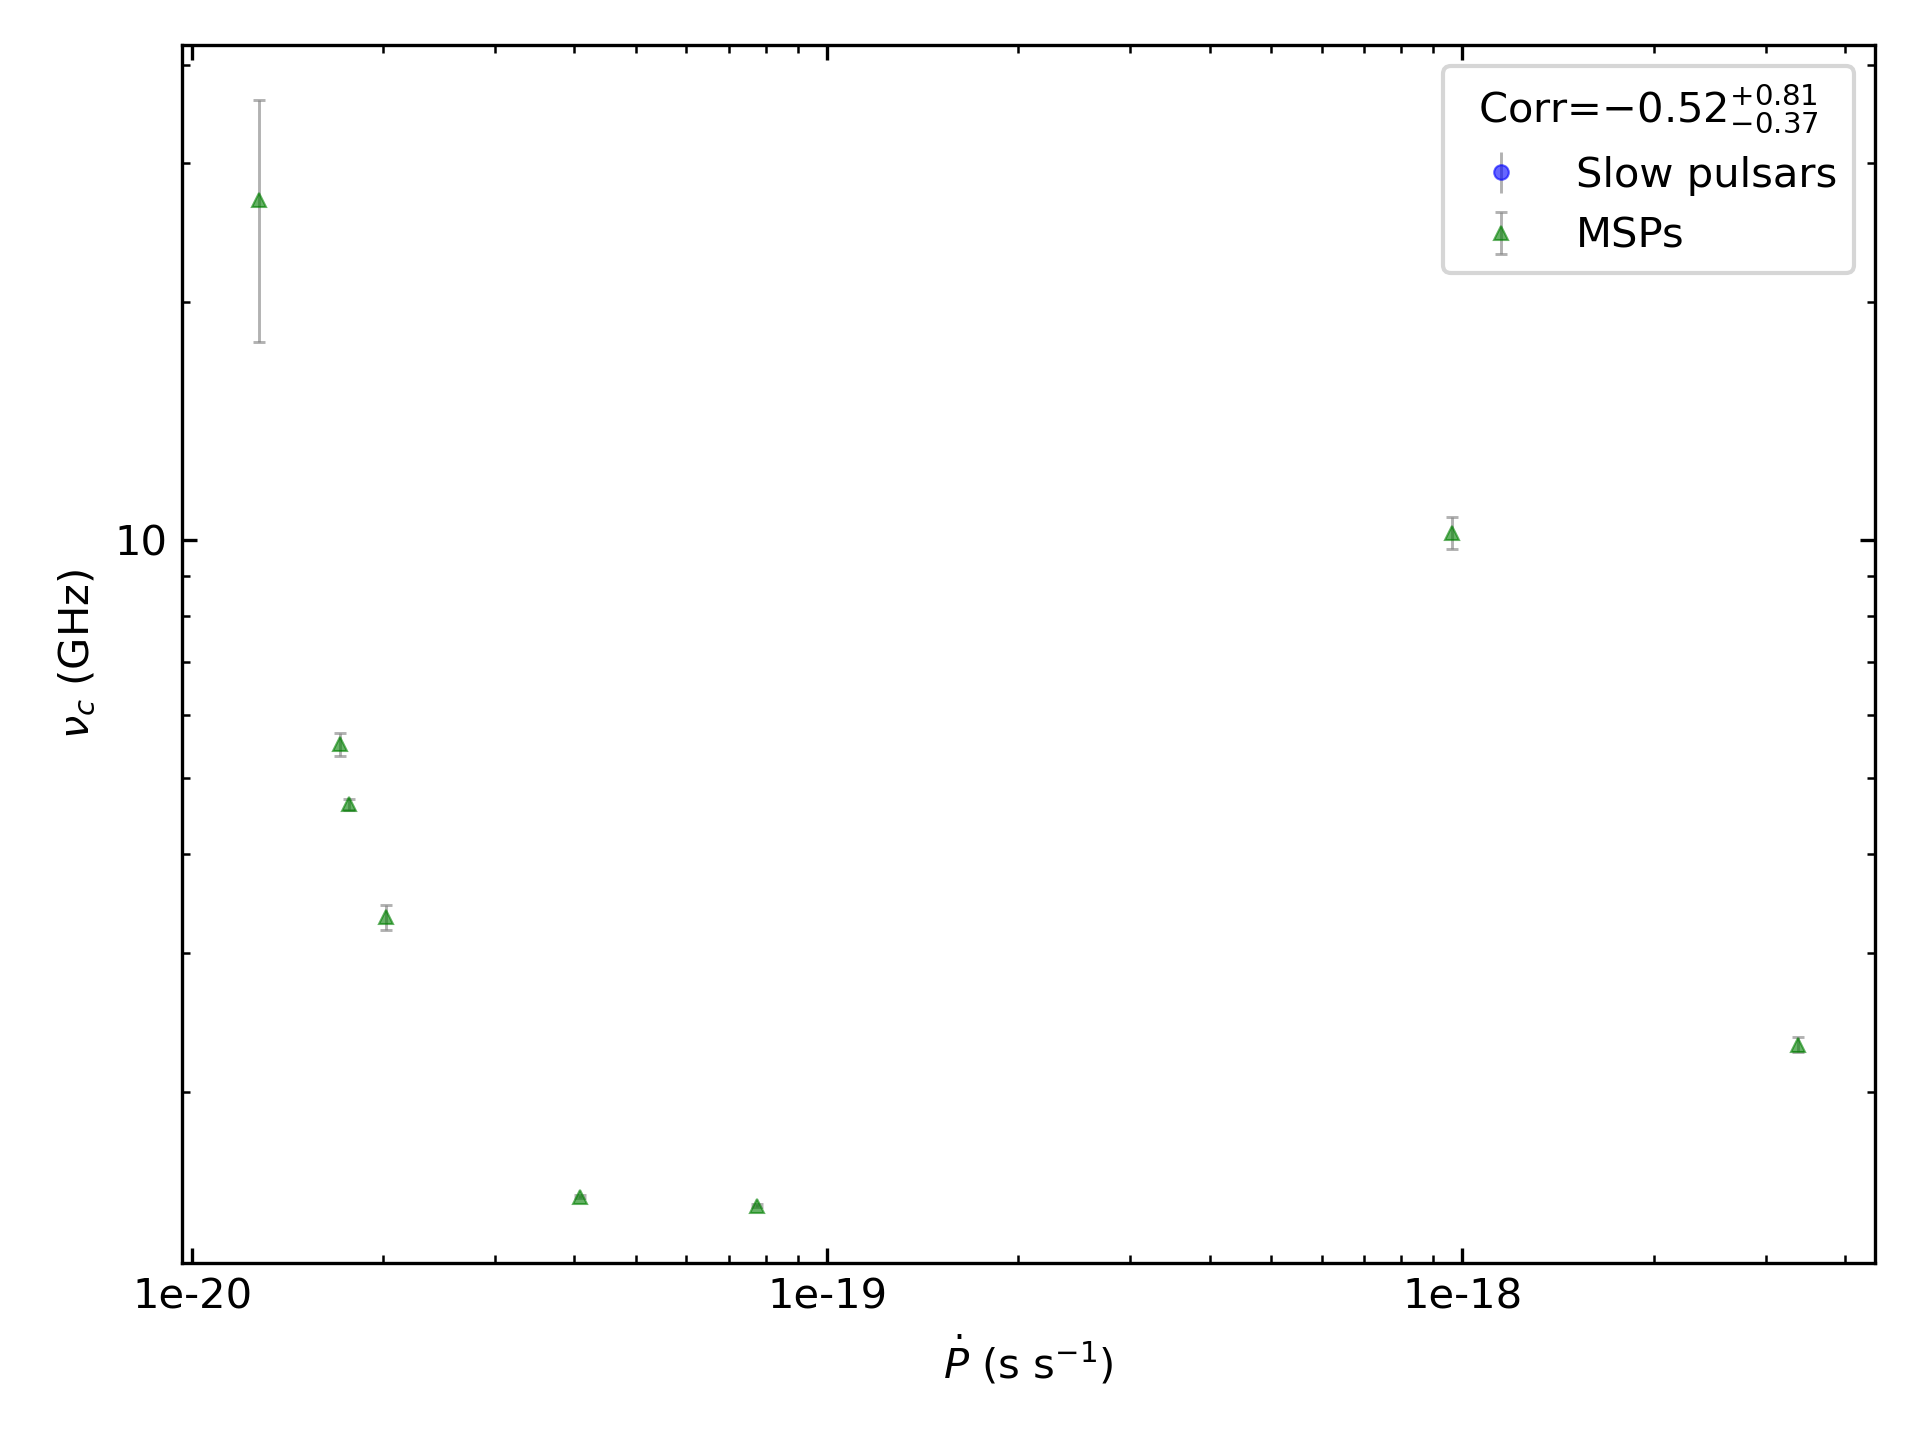 Corr=−0.52^{+0.81}_{−0.37}
Slow pulsars
MSPs
10
ν_c (GHz)
1e-20 1e-19 1e-18
Ṗ (s s^{−1})